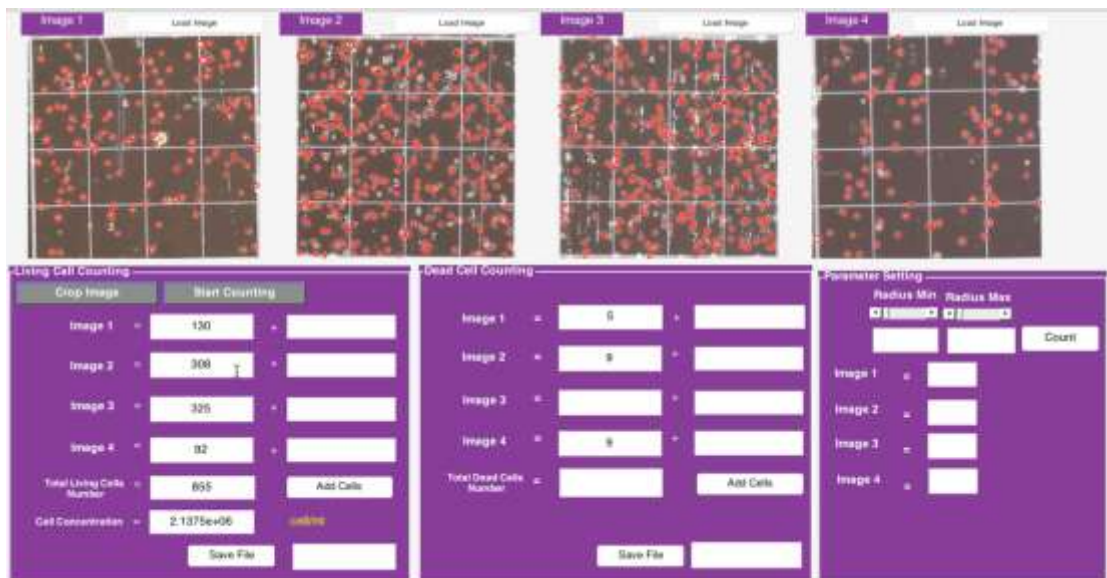 Image 1 Load Image Image 2 Load Image Image 3 Load Image Image 4 Load Image
Living Cell Counting
Crop Image Start Counting
Image 1 = 130 +
Image 2 = 308 +
Image 3 = 325 +
Image 4 = 92 +
Total Living Cells Number = 855 Add Cells
Cell Concentration = 2.1375e+06
Save File
Dead Cell Counting
Image 1 = 5 +
Image 2 = 9 +
Image 3 = +
Image 4 = 9 +
Total Dead Cells Number = Add Cells
Save File
Parameter Setting
Radius Min Radius Max
Count
Image 1 =
Image 2 =
Image 3 =
Image 4 =